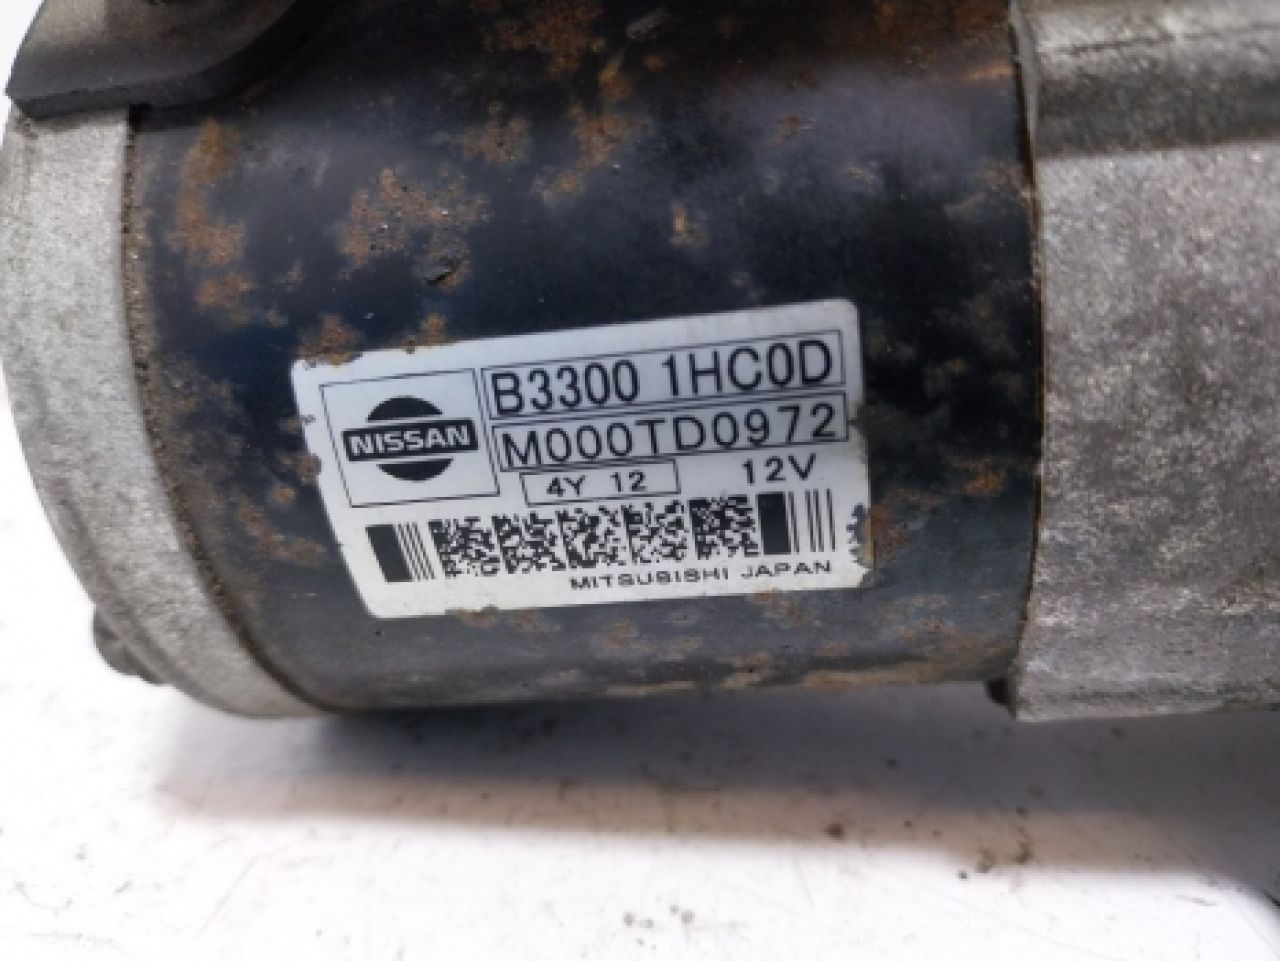 NISSAN
B3300 1HC0D
M000TD0972
4Y 12 12V
MITSUBISHI JAPAN